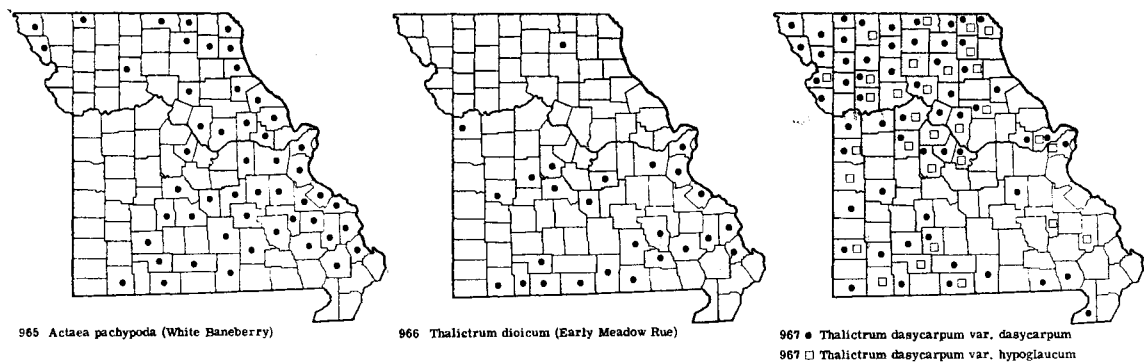 965 Actaea pachypoda (White Baneberry)
966 Thalictrum dioicum (Early Meadow Rue)
967 ● Thalictrum dasycarpum var. dasycarpum
967 □ Thalictrum dasycarpum var. hypoglaucum